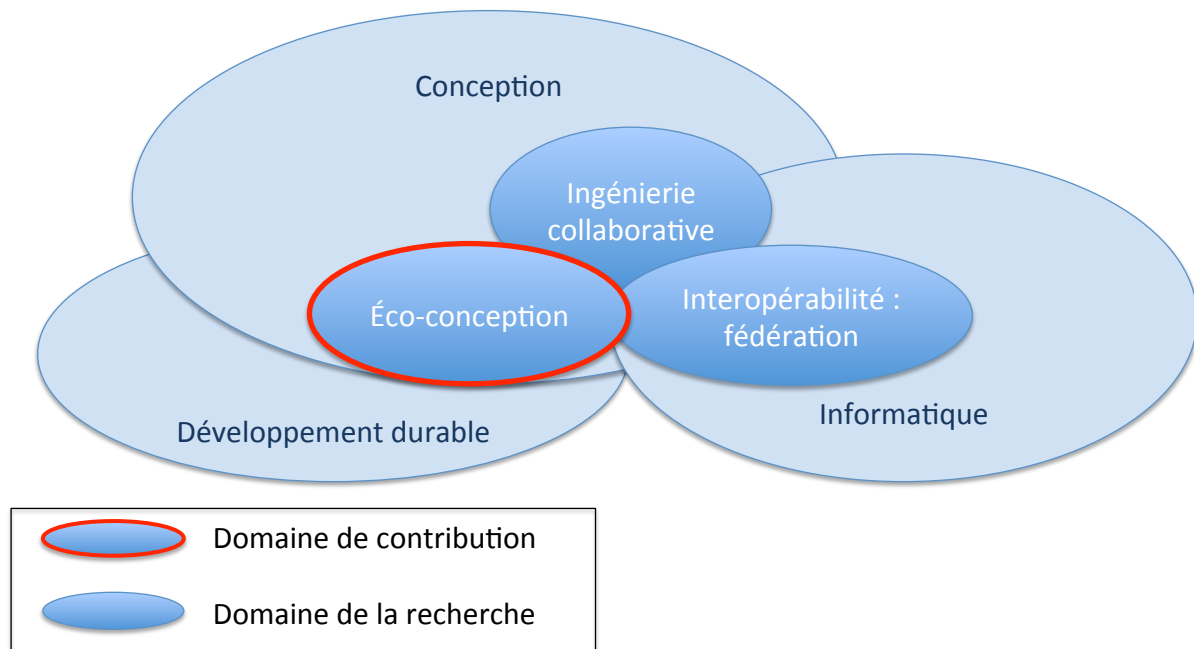 Conception
Ingénierie
collaborative
Éco-conception
Interopérabilité :
fédération
Développement durable
Informatique
Domaine de contribution
Domaine de la recherche